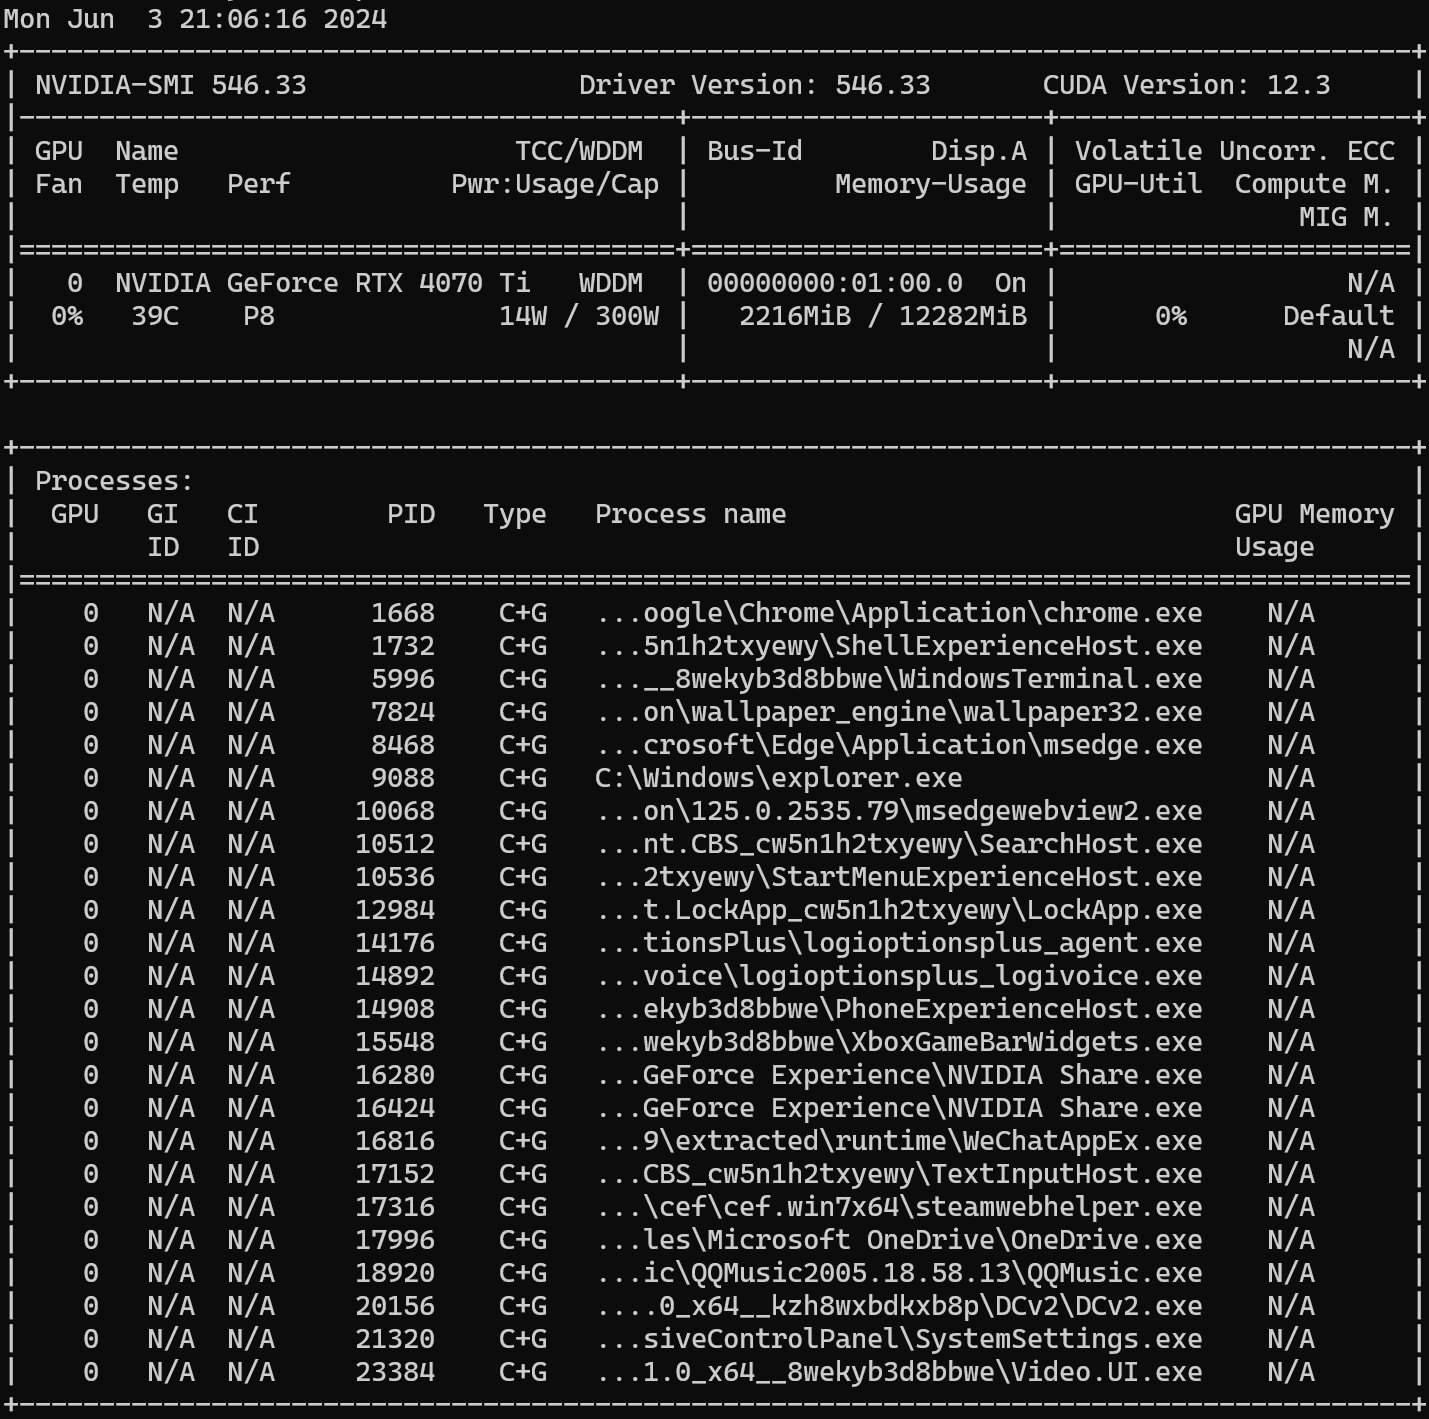 Mon Jun  3 21:06:16 2024
+---------------------------------------------------------------------------------------+
| NVIDIA-SMI 546.33                 Driver Version: 546.33       CUDA Version: 12.3     |
|-----------------------------------------+----------------------+----------------------+
| GPU  Name                     TCC/WDDM  | Bus-Id        Disp.A | Volatile Uncorr. ECC |
| Fan  Temp   Perf          Pwr:Usage/Cap |         Memory-Usage | GPU-Util  Compute M. |
|                                         |                      |               MIG M. |
|=========================================+======================+======================|
|   0  NVIDIA GeForce RTX 4070 Ti   WDDM  | 00000000:01:00.0  On |                  N/A |
|  0%   39C    P8              14W / 300W |   2216MiB / 12282MiB |      0%      Default |
|                                         |                      |                  N/A |
+-----------------------------------------+----------------------+----------------------+

+---------------------------------------------------------------------------------------+
| Processes:                                                                            |
|  GPU   GI   CI        PID   Type   Process name                            GPU Memory |
|        ID   ID                                                             Usage      |
|=======================================================================================|
|    0   N/A  N/A      1668    C+G   ...oogle\Chrome\Application\chrome.exe    N/A      |
|    0   N/A  N/A      1732    C+G   ...5n1h2txyewy\ShellExperienceHost.exe    N/A      |
|    0   N/A  N/A      5996    C+G   ...__8wekyb3d8bbwe\WindowsTerminal.exe    N/A      |
|    0   N/A  N/A      7824    C+G   ...on\wallpaper_engine\wallpaper32.exe    N/A      |
|    0   N/A  N/A      8468    C+G   ...crosoft\Edge\Application\msedge.exe    N/A      |
|    0   N/A  N/A      9088    C+G   C:\Windows\explorer.exe                   N/A      |
|    0   N/A  N/A     10068    C+G   ...on\125.0.2535.79\msedgewebview2.exe    N/A      |
|    0   N/A  N/A     10512    C+G   ...nt.CBS_cw5n1h2txyewy\SearchHost.exe    N/A      |
|    0   N/A  N/A     10536    C+G   ...2txyewy\StartMenuExperienceHost.exe    N/A      |
|    0   N/A  N/A     12984    C+G   ...t.LockApp_cw5n1h2txyewy\LockApp.exe    N/A      |
|    0   N/A  N/A     14176    C+G   ...tionsPlus\logioptionsplus_agent.exe    N/A      |
|    0   N/A  N/A     14892    C+G   ...voice\logioptionsplus_logivoice.exe    N/A      |
|    0   N/A  N/A     14908    C+G   ...ekyb3d8bbwe\PhoneExperienceHost.exe    N/A      |
|    0   N/A  N/A     15548    C+G   ...wekyb3d8bbwe\XboxGameBarWidgets.exe    N/A      |
|    0   N/A  N/A     16280    C+G   ...GeForce Experience\NVIDIA Share.exe    N/A      |
|    0   N/A  N/A     16424    C+G   ...GeForce Experience\NVIDIA Share.exe    N/A      |
|    0   N/A  N/A     16816    C+G   ...9\extracted\runtime\WeChatAppEx.exe    N/A      |
|    0   N/A  N/A     17152    C+G   ...CBS_cw5n1h2txyewy\TextInputHost.exe    N/A      |
|    0   N/A  N/A     17316    C+G   ...\cef\cef.win7x64\steamwebhelper.exe    N/A      |
|    0   N/A  N/A     17996    C+G   ...les\Microsoft OneDrive\OneDrive.exe    N/A      |
|    0   N/A  N/A     18920    C+G   ...ic\QQMusic2005.18.58.13\QQMusic.exe    N/A      |
|    0   N/A  N/A     20156    C+G   ....0_x64__kzh8wxbdkxb8p\DCv2\DCv2.exe    N/A      |
|    0   N/A  N/A     21320    C+G   ...siveControlPanel\SystemSettings.exe    N/A      |
|    0   N/A  N/A     23384    C+G   ...1.0_x64__8wekyb3d8bbwe\Video.UI.exe    N/A      |
+---------------------------------------------------------------------------------------+